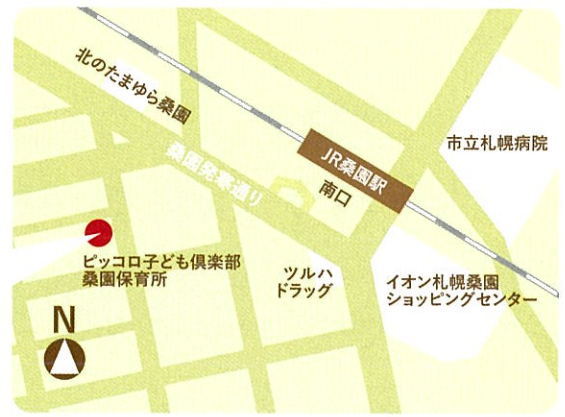 北のたまゆら桑園
桑園発寒通り
JR桑園駅
南口
市立札幌病院
ピッコロ子ども倶楽部
桑園保育所
ツルハ
ドラッグ
イオン札幌桑園
ショッピングセンター
N